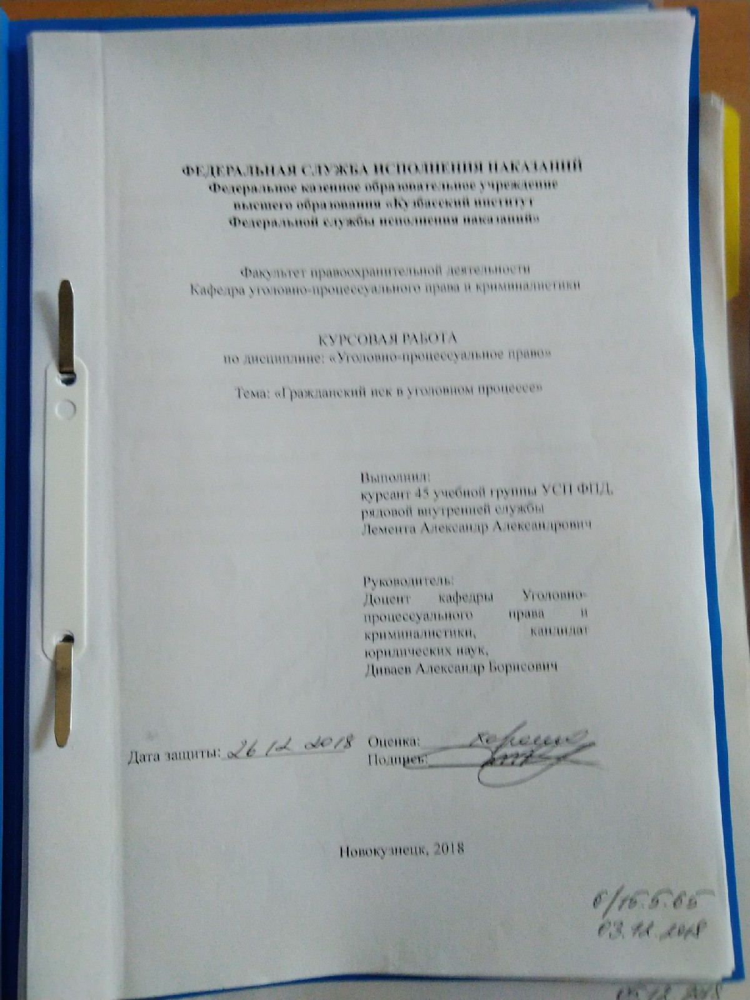 ФЕДЕРАЛЬНАЯ СЛУЖБА ИСПОЛНЕНИЯ НАКАЗАНИЙ
Федеральное казенное образовательное учреждение
высшего образования «Кузбасский институт
Федеральной службы исполнения наказаний»
Факультет правоохранительной деятельности
Кафедра уголовно-процессуального права и криминалистики
КУРСОВАЯ РАБОТА
по дисциплине: «Уголовно-процессуальное право»
Тема: «Гражданский иск в уголовном процессе»
Выполнил:
курсант 45 учебной группы УСП ФПД,
рядовой внутренней службы
Лемента Александр Александрович
Руководитель:
Доцент кафедры Уголовно-
процессуального права и
криминалистики, кандидат
юридических наук,
Диваев Александр Борисович
Дата защиты: 26 12 2018 Оценка: хорошо
Подпись:
Новокузнецк, 2018
6/15.5.65
03.12.2018